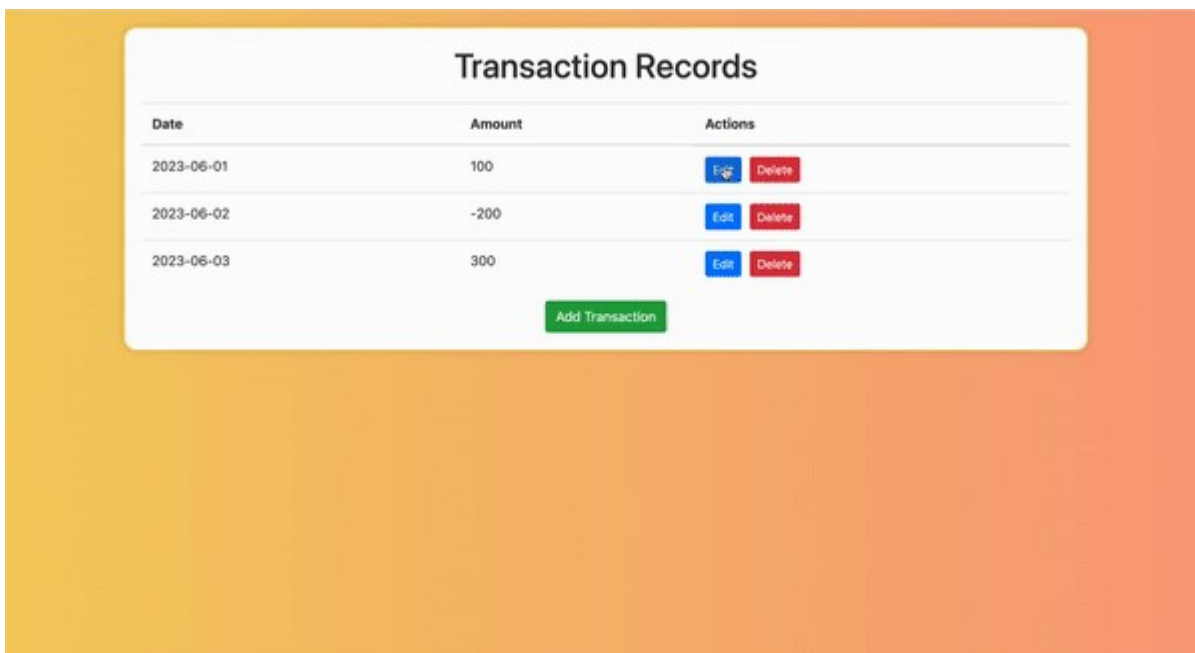 Transaction Records
Date Amount Actions
2023-06-01 100 Edit Delete
2023-06-02 -200 Edit Delete
2023-06-03 300 Edit Delete
Add Transaction